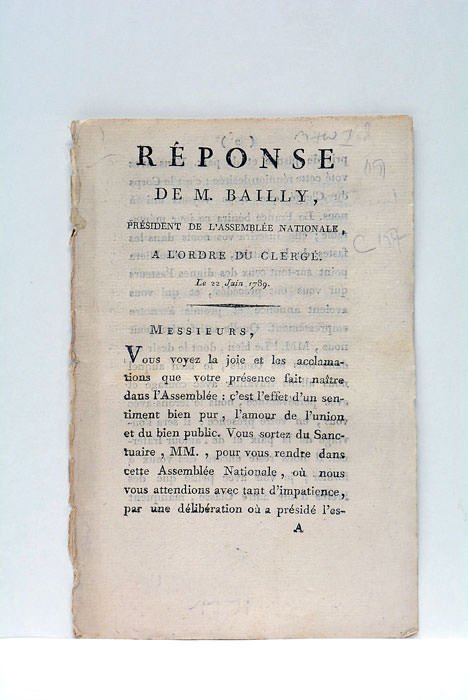 RÉPONSE
DE M. BAILLY,
PRÉSIDENT DE L'ASSEMBLÉE NATIONALE,
A L'ORDRE DU CLERGÉ.
Le 22 Juin 1789.
MESSIEURS,
Vous voyez la joie et les acclama-
tions que votre présence fait naître
dans l'Assemblée : c'est l'effet d'un sen-
timent bien pur, l'amour de l'union
et du bien public. Vous sortez du Sanc-
tuaire, MM., pour vous rendre dans
cette Assemblée Nationale, où nous
vous attendions avec tant d'impatience,
par une délibération où a présidé l'es-
A